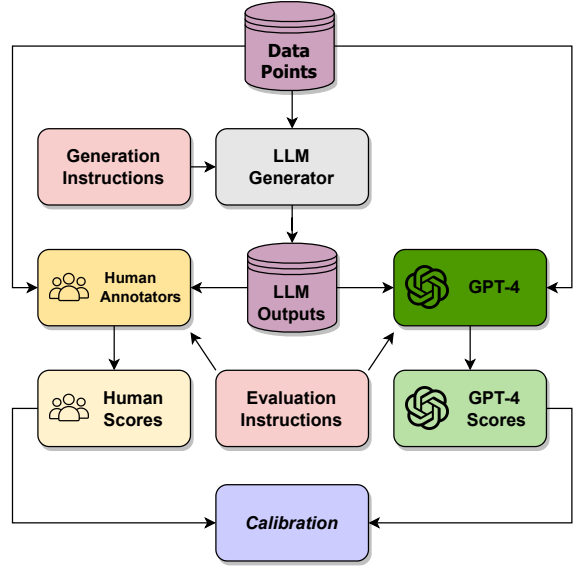 Data
Points
Generation
Instructions
LLM
Generator
Human
Annotators
LLM
Outputs
GPT-4
Human
Scores
Evaluation
Instructions
GPT-4
Scores
Calibration